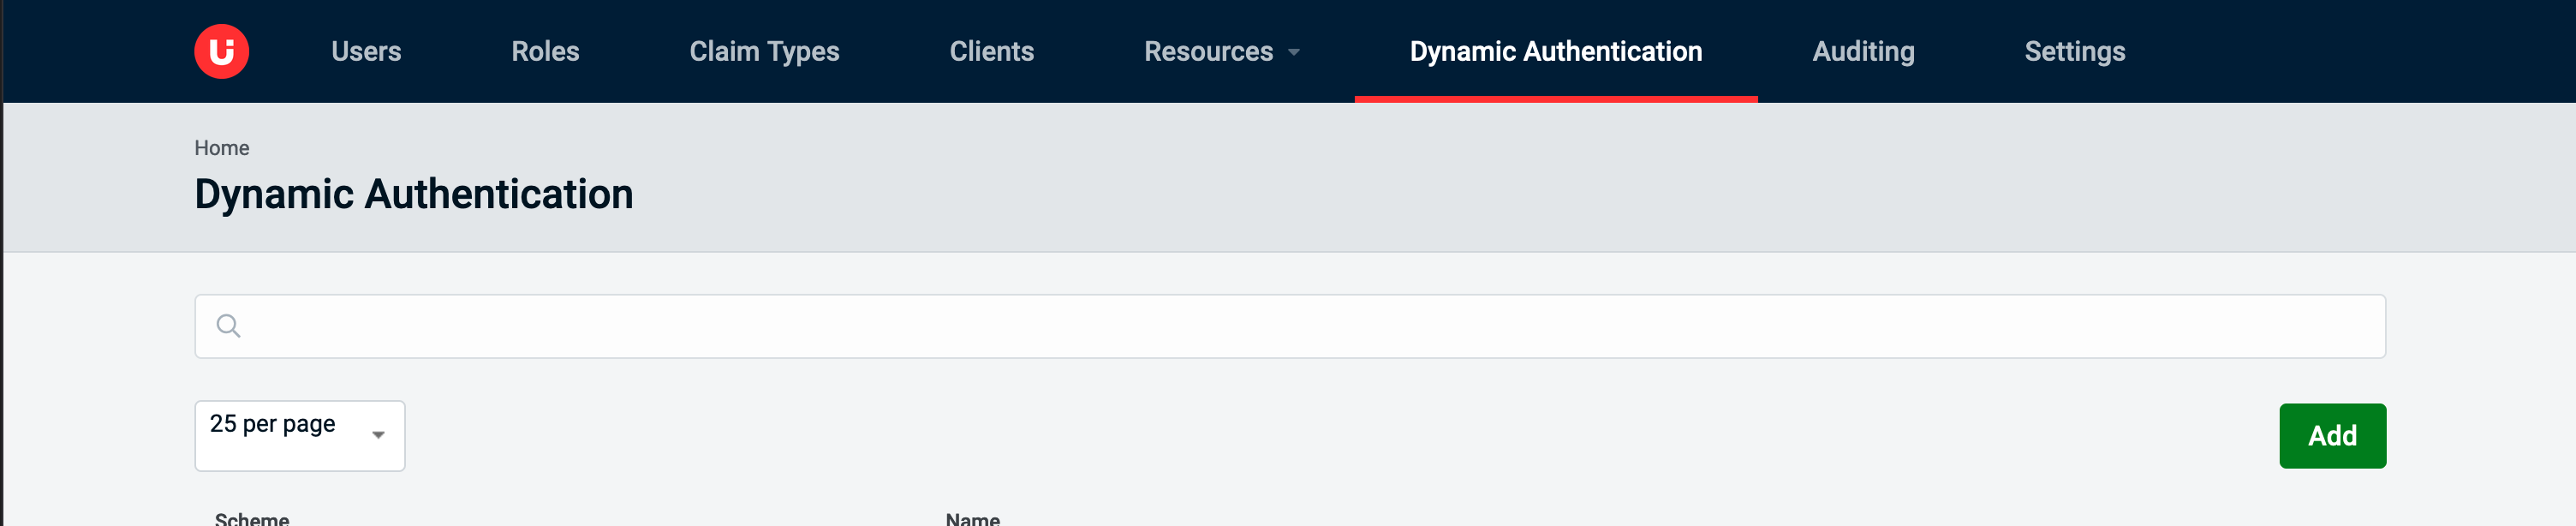 Users Roles Claim Types Clients Resources Dynamic Authentication Auditing Settings
Home
Dynamic Authentication
25 per page
Add
Scheme Name